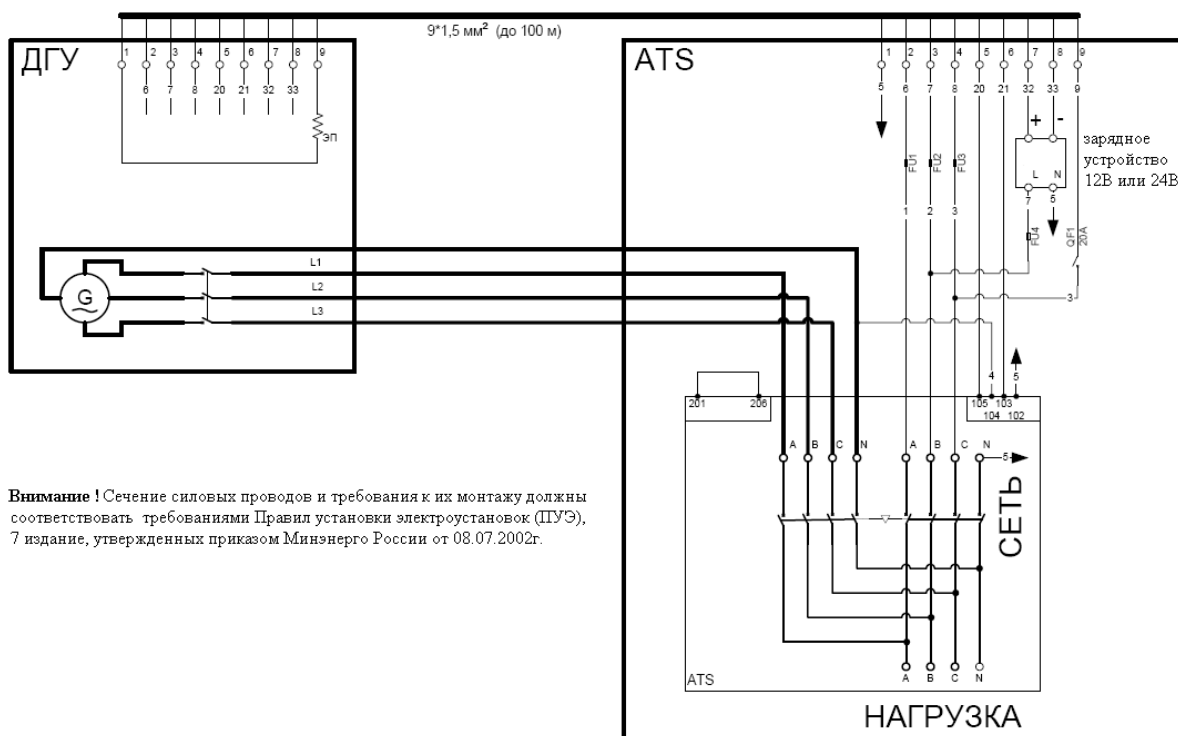 9*1,5 мм² (до 100 м)
ДГУ
1 2 3 4 5 6 7 8 9
6 7 8 20 21 32 33
ЭП
ATS
1 2 3 4 5 6 7 8 9
5 6 7 8 20 21 32 33 9
+ -
зарядное
устройство
12В или 24В
L N
FU1 FU2 FU3
7 5
1 2 3
FU4
QF1
20A
3
G
L1
L2
L3
4 5
201 206
105 103
104 102
A B C N A B C N
5
СЕТЬ
Внимание ! Сечение силовых проводов и требования к их монтажу должны
соответствовать требованиями Правил установки электроустановок (ПУЭ),
7 издание, утвержденных приказом Минэнерго России от 08.07.2002г.
A B C N
ATS
НАГРУЗКА